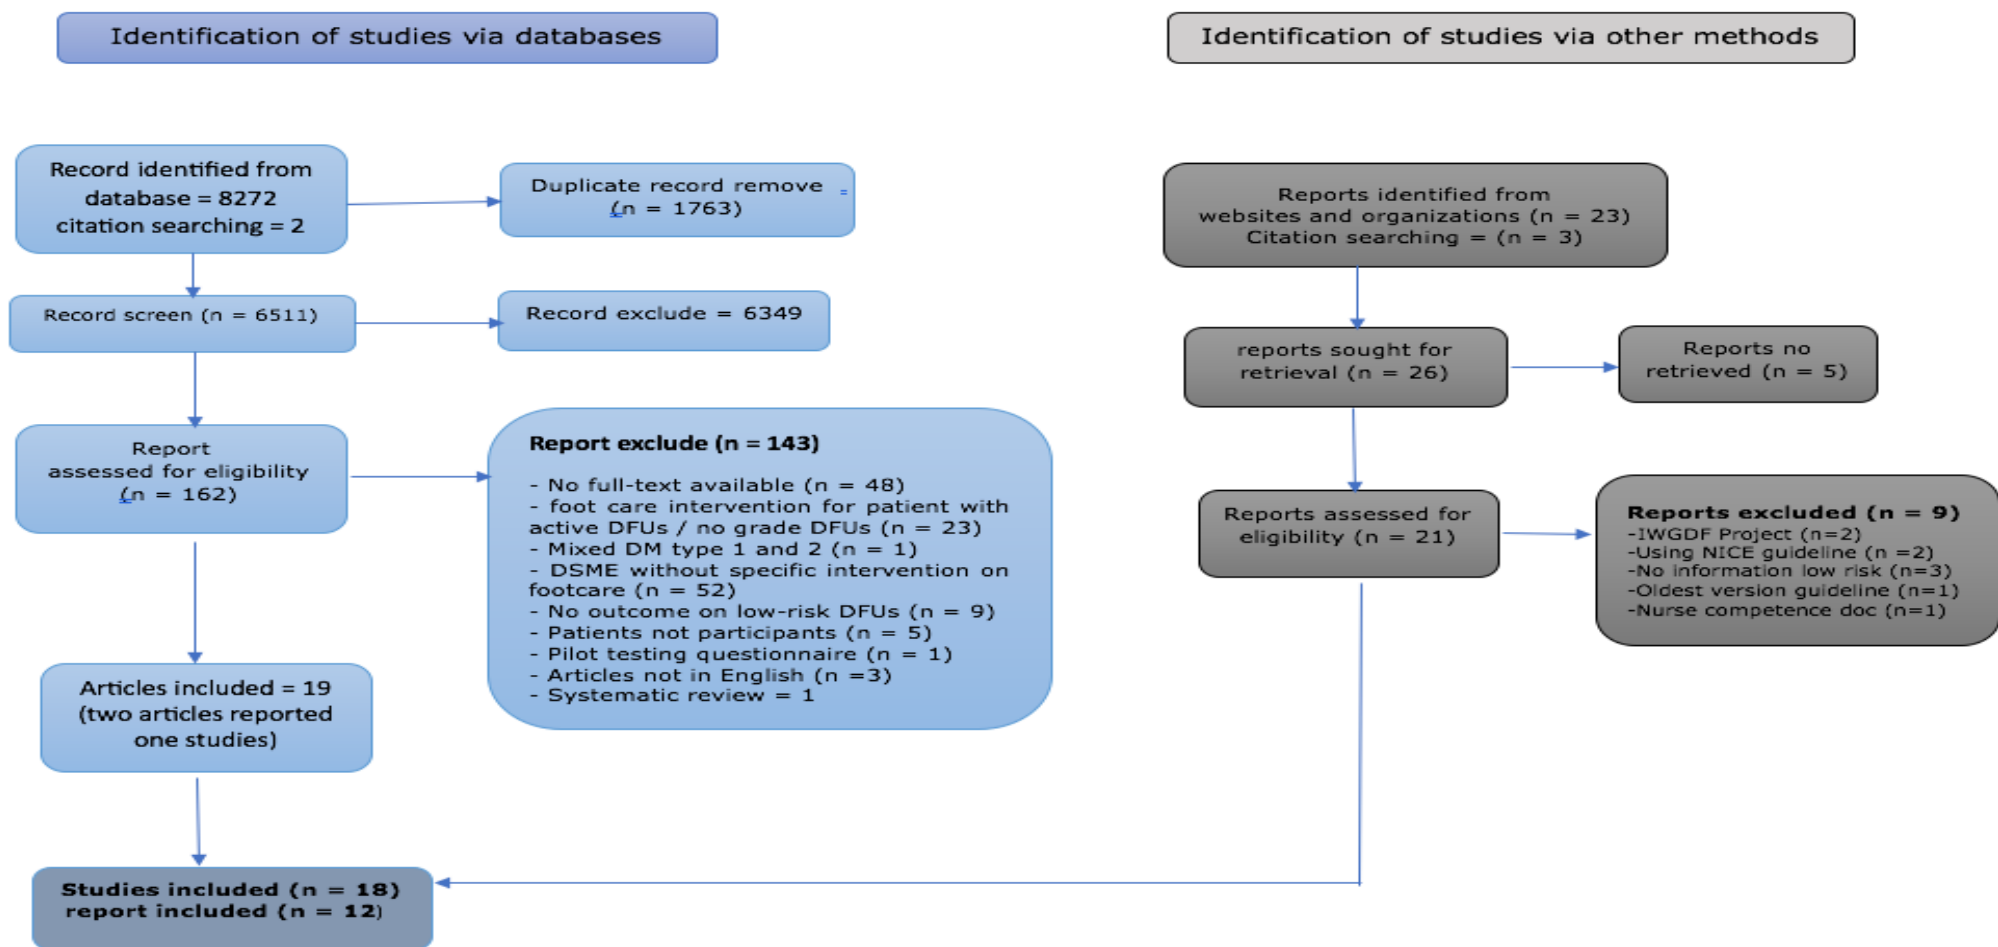 Identification of studies via databases
Identification of studies via other methods
Record identified from
database = 8272
citation searching = 2
Duplicate record remove =
(n = 1763)
Record screen (n = 6511)
Record exclude = 6349
Report
assessed for eligibility
(n = 162)
Report exclude (n = 143)
- No full-text available (n = 48)
- foot care intervention for patient with
active DFUs / no grade DFUs (n = 23)
- Mixed DM type 1 and 2 (n = 1)
- DSME without specific intervention on
footcare (n = 52)
- No outcome on low-risk DFUs (n = 9)
- Patients not participants (n = 5)
- Pilot testing questionnaire (n = 1)
- Articles not in English (n =3)
- Systematic review = 1
Articles included = 19
(two articles reported
one studies)
Studies included (n = 18)
report included (n = 12)
Reports identified from
websites and organizations (n = 23)
Citation searching = (n = 3)
reports sought for
retrieval (n = 26)
Reports no
retrieved (n = 5)
Reports assessed for
eligibility (n = 21)
Reports excluded (n = 9)
-IWGDF Project (n=2)
-Using NICE guideline (n =2)
-No information low risk (n=3)
-Oldest version guideline (n=1)
-Nurse competence doc (n=1)